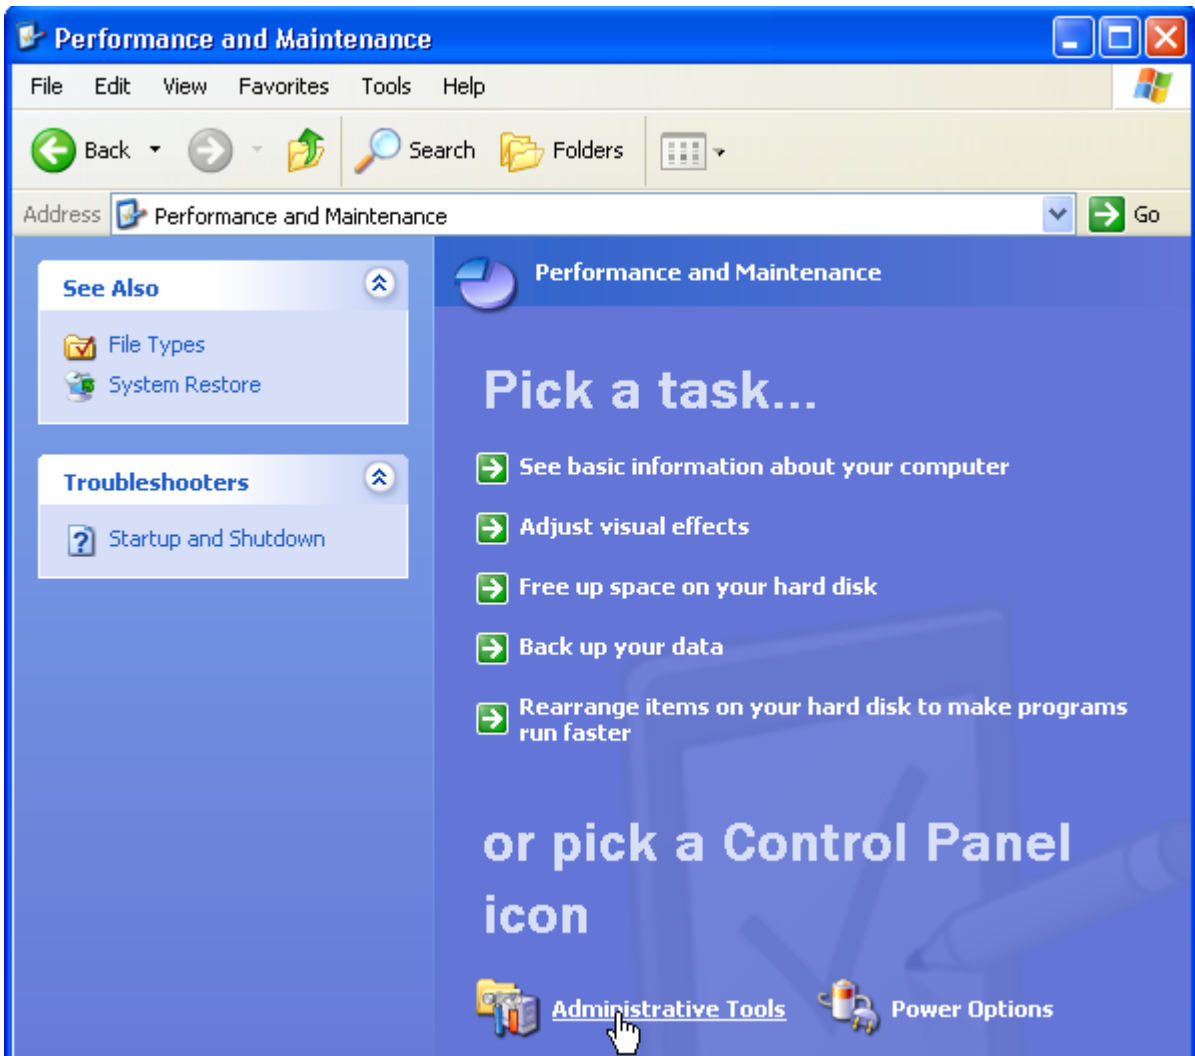 Performance and Maintenance
File Edit View Favorites Tools Help
Back Search Folders
Address Performance and Maintenance Go
See Also
File Types
System Restore
Troubleshooters
Startup and Shutdown
Performance and Maintenance
Pick a task...
See basic information about your computer
Adjust visual effects
Free up space on your hard disk
Back up your data
Rearrange items on your hard disk to make programs
run faster
or pick a Control Panel
icon
Administrative Tools Power Options